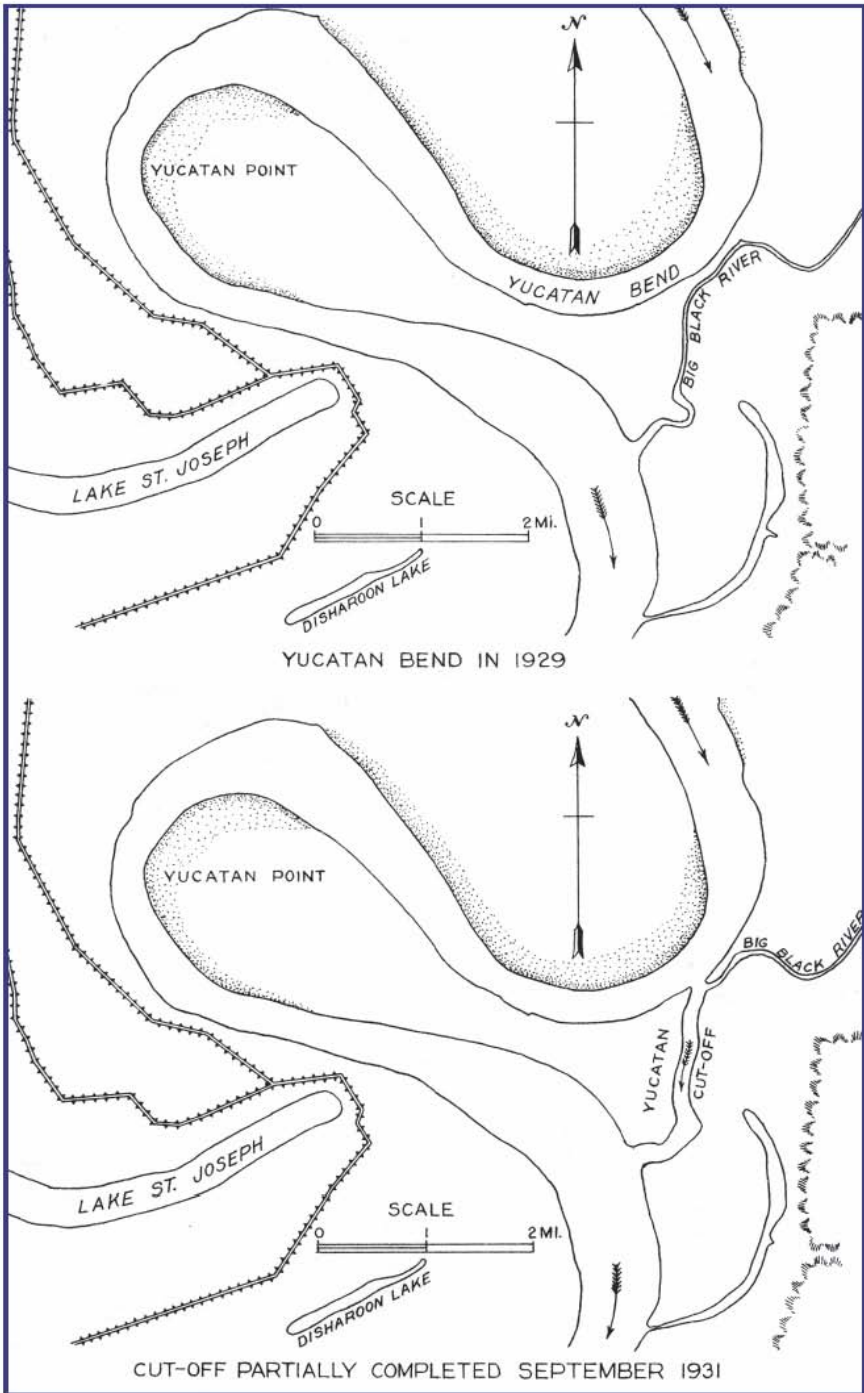 N
YUCATAN POINT
YUCATAN BEND
BIG BLACK RIVER
LAKE ST. JOSEPH
SCALE
0 1 2 MI.
DISHAROON LAKE
YUCATAN BEND IN 1929
N
YUCATAN POINT
BIG BLACK RIVER
YUCATAN
CUT-OFF
LAKE ST. JOSEPH
SCALE
0 1 2 MI.
DISHAROON LAKE
CUT-OFF PARTIALLY COMPLETED SEPTEMBER 1931